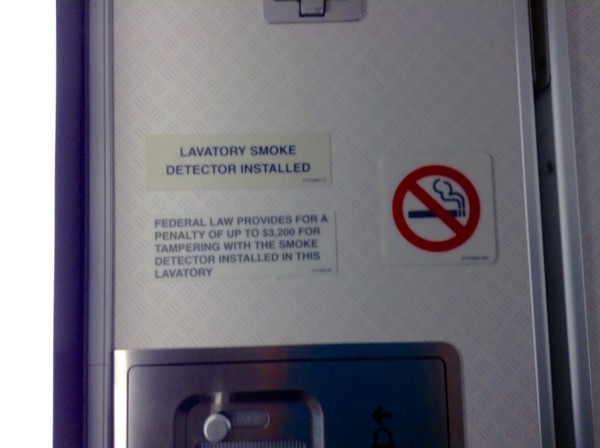 LAVATORY SMOKE
DETECTOR INSTALLED
FEDERAL LAW PROVIDES FOR A
PENALTY OF UP TO $3,200 FOR
TAMPERING WITH THE SMOKE
DETECTOR INSTALLED IN THIS
LAVATORY